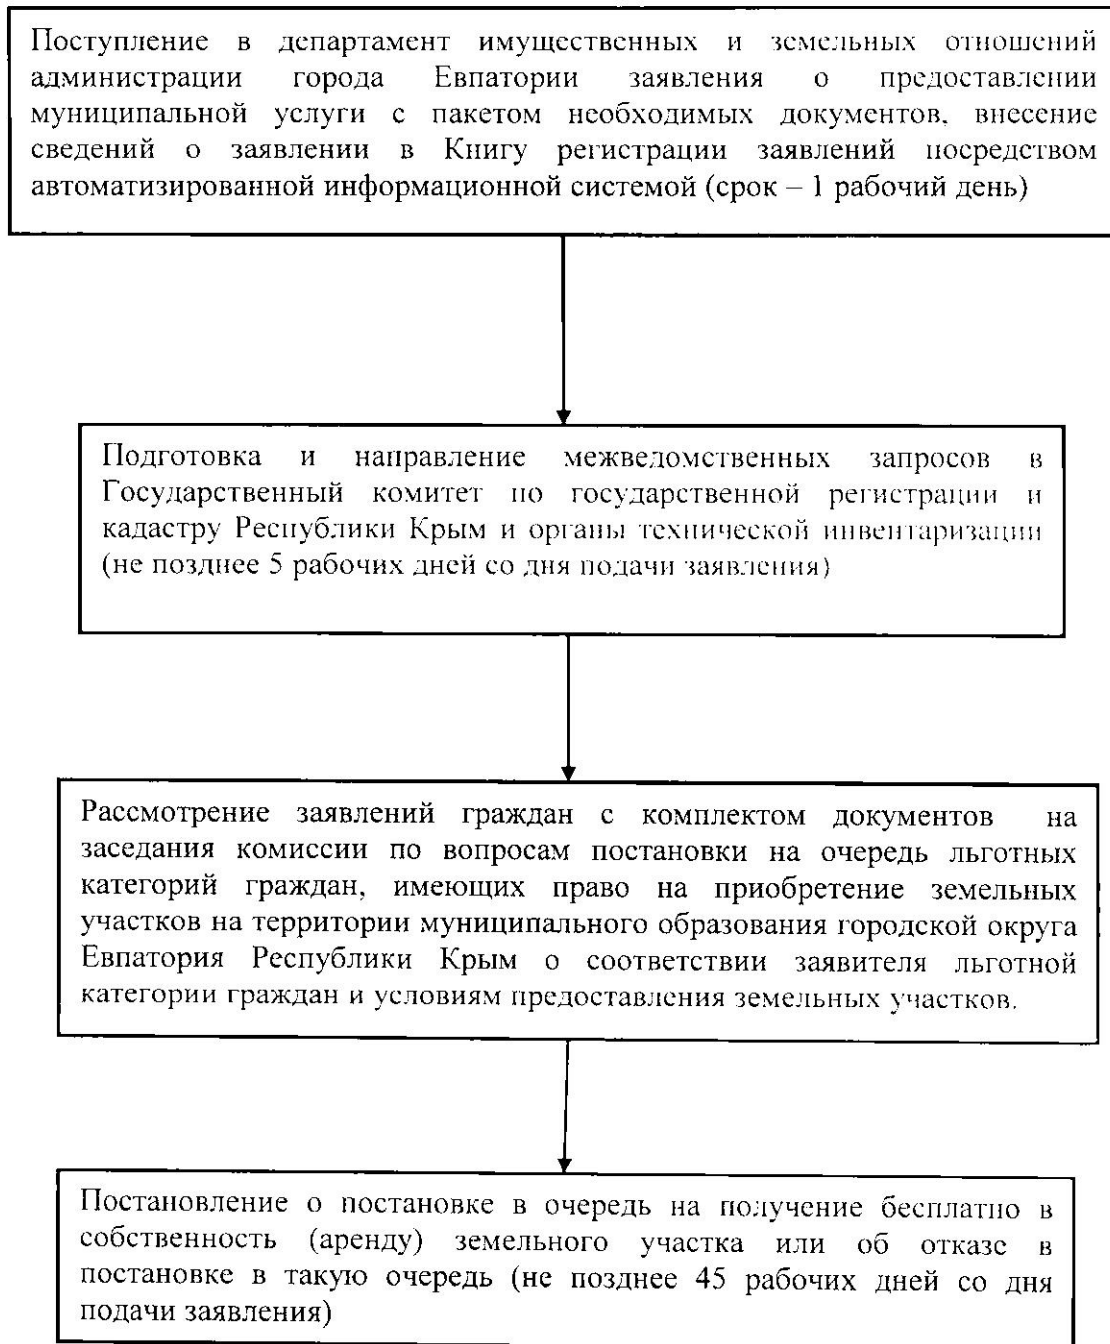 Поступление в департамент имущественных и земельных отношений
администрации города Евпатории заявления о предоставлении
муниципальной услуги с пакетом необходимых документов, внесение
сведений о заявлении в Книгу регистрации заявлений посредством
автоматизированной информационной системой (срок – 1 рабочий день)
Подготовка и направление межведомственных запросов в
Государственный комитет по государственной регистрации и
кадастру Республики Крым и органы технической инвентаризации
(не позднее 5 рабочих дней со дня подачи заявления)
Рассмотрение заявлений граждан с комплектом документов на
заседания комиссии по вопросам постановки на очередь льготных
категорий граждан, имеющих право на приобретение земельных
участков на территории муниципального образования городской округа
Евпатория Республики Крым о соответствии заявителя льготной
категории граждан и условиям предоставления земельных участков.
Постановление о постановке в очередь на получение бесплатно в
собственность (аренду) земельного участка или об отказе в
постановке в такую очередь (не позднее 45 рабочих дней со дня
подачи заявления)